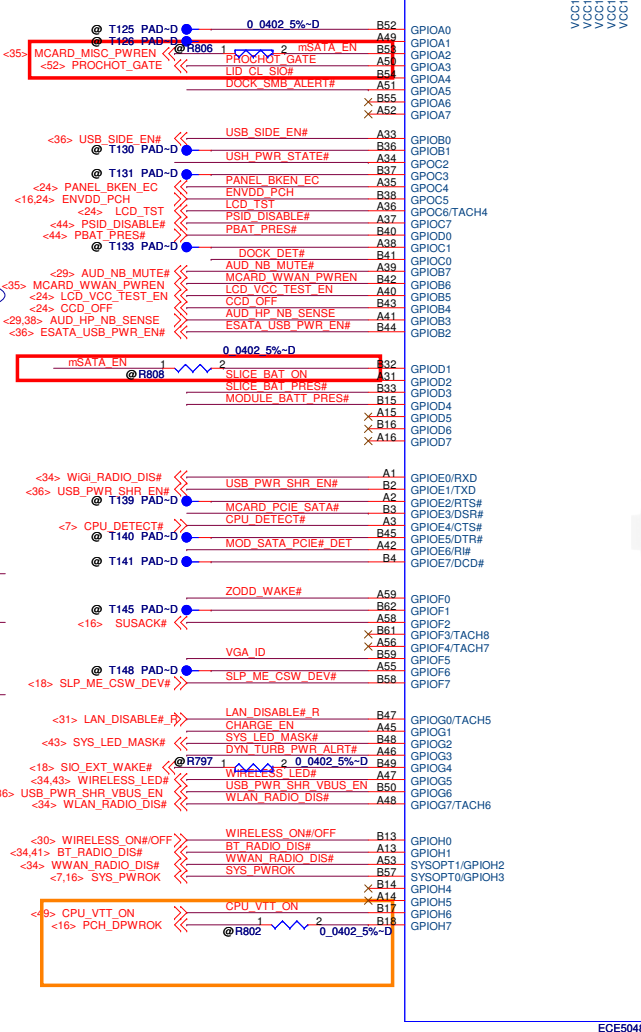 VCC1
VCC1
VCC1
VCC1
VCC1
@ T125 PAD~D 0_0402_5%~D B52 GPIOA0
@ T126 PAD~D A49 GPIOA1
<35> MCARD_MISC_PWREN @R806 1 2 mSATA_EN B53 GPIOA2
<52> PROCHOT_GATE PROCHOT_GATE A50 GPIOA3
LID_CL_SIO# B54 GPIOA4
DOCK_SMB_ALERT# A51 GPIOA5
B55 GPIOA6
A52 GPIOA7
<36> USB_SIDE_EN# USB_SIDE_EN# A33 GPIOB0
@ T130 PAD~D B36 GPIOB1
USH_PWR_STATE# A34 GPOC2
@ T131 PAD~D B37 GPOC3
<24> PANEL_BKEN_EC PANEL_BKEN_EC A35 GPOC4
<16,24> ENVDD_PCH ENVDD_PCH B38 GPOC5
<24> LCD_TST LCD_TST A36 GPOC6/TACH4
<44> PSID_DISABLE# PSID_DISABLE# A37 GPIOC7
<44> PBAT_PRES# PBAT_PRES# B40 GPIOD0
@ T133 PAD~D A38 GPIOC1
DOCK_DET# B41 GPIOC0
<29> AUD_NB_MUTE# AUD_NB_MUTE# A39 GPIOB7
<35> MCARD_WWAN_PWREN MCARD_WWAN_PWREN B42 GPIOB6
<24> LCD_VCC_TEST_EN LCD_VCC_TEST_EN A40 GPIOB5
<24> CCD_OFF CCD_OFF B43 GPIOB4
<29,38> AUD_HP_NB_SENSE AUD_HP_NB_SENSE A41 GPIOB3
<36> ESATA_USB_PWR_EN# ESATA_USB_PWR_EN# B44 GPIOB2
0_0402_5%~D
mSATA_EN 1 2 B32 GPIOD1
@R808 SLICE_BAT_ON A31 GPIOD2
SLICE_BAT_PRES# B33 GPIOD3
MODULE_BATT_PRES# B15 GPIOD4
A15 GPIOD5
B16 GPIOD6
A16 GPIOD7
<34> WiGi_RADIO_DIS# A1 GPIOE0/RXD
<36> USB_PWR_SHR_EN# USB_PWR_SHR_EN# B2 GPIOE1/TXD
@ T139 PAD~D A2 GPIOE2/RTS#
MCARD_PCIE_SATA# B3 GPIOE3/DSR#
<7> CPU_DETECT# CPU_DETECT# A3 GPIOE4/CTS#
@ T140 PAD~D B45 GPIOE5/DTR#
MOD_SATA_PCIE#_DET A42 GPIOE6/RI#
@ T141 PAD~D B4 GPIOE7/DCD#
ZODD_WAKE# A59 GPIOF0
@ T145 PAD~D B62 GPIOF1
<16> SUSACK# A58 GPIOF2
B61 GPIOF3/TACH8
A56 GPIOF4/TACH7
VGA_ID B59 GPIOF5
@ T148 PAD~D A55 GPIOF6
<18> SLP_ME_CSW_DEV# SLP_ME_CSW_DEV# B58 GPIOF7
<31> LAN_DISABLE#_R LAN_DISABLE#_R B47 GPIOG0/TACH5
CHARGE_EN A45 GPIOG1
<43> SYS_LED_MASK# SYS_LED_MASK# B48 GPIOG2
DYN_TURB_PWR_ALRT# A46 GPIOG3
<18> SIO_EXT_WAKE# @R797 1 2 0_0402_5%~D B49 GPIOG4
<34,43> WIRELESS_LED# WIRELESS_LED# A47 GPIOG5
36> USB_PWR_SHR_VBUS_EN USB_PWR_SHR_VBUS_EN B50 GPIOG6
<34> WLAN_RADIO_DIS# WLAN_RADIO_DIS# A48 GPIOG7/TACH6
<30> WIRELESS_ON#/OFF WIRELESS_ON#/OFF B13 GPIOH0
<34,41> BT_RADIO_DIS# BT_RADIO_DIS# A13 GPIOH1
<34> WWAN_RADIO_DIS# WWAN_RADIO_DIS# A53 SYSOPT1/GPIOH2
<7,16> SYS_PWROK SYS_PWROK B57 SYSOPT0/GPIOH3
B14 GPIOH4
A14 GPIOH5
<49> CPU_VTT_ON CPU_VTT_ON B17 GPIOH6
<16> PCH_DPWROK 1 2 B18 GPIOH7
@R802 0_0402_5%~D
ECE5048